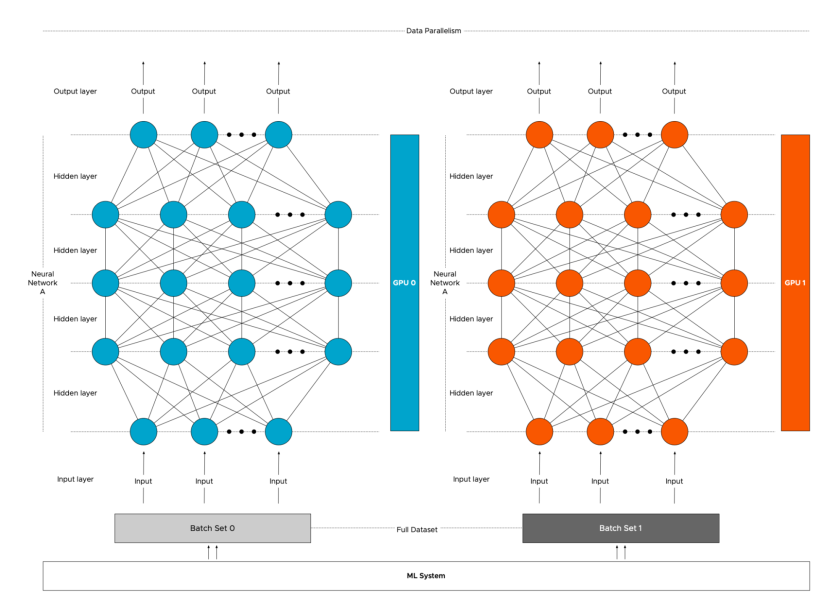 Data Parallelism
Output layer
Output
Output
Output
Output layer
Output
Output
Output
Hidden layer
Hidden layer
Hidden layer
Hidden layer
Neural
Network
A
GPU 0
Hidden layer
Hidden layer
Hidden layer
Hidden layer
Neural
Network
A
GPU 1
Input layer
Input
Input
Input
Input layer
Input
Input
Input
Batch Set 0
Full Dataset
Batch Set 1
ML System